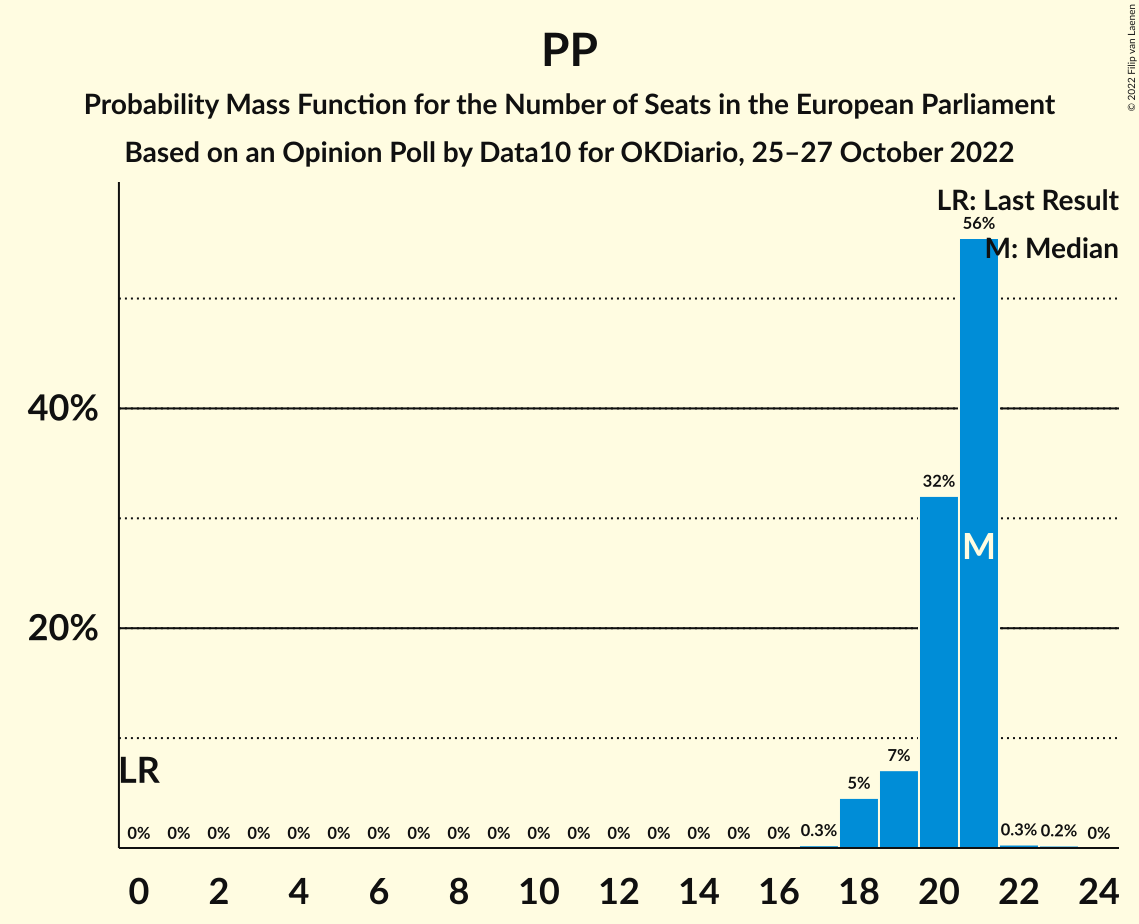 PP
Probability Mass Function for the Number of Seats in the European Parliament
Based on an Opinion Poll by Data10 for OKDiario, 25–27 October 2022
© 2022 Filip van Laenen
LR: Last Result
M: Median
56%
40%
32%
M
20%
LR
7%
5%
0% 0% 0% 0% 0% 0% 0% 0% 0% 0% 0% 0% 0% 0% 0% 0% 0% 0.3% 0.3% 0.2% 0%
0 2 4 6 8 10 12 14 16 18 20 22 24